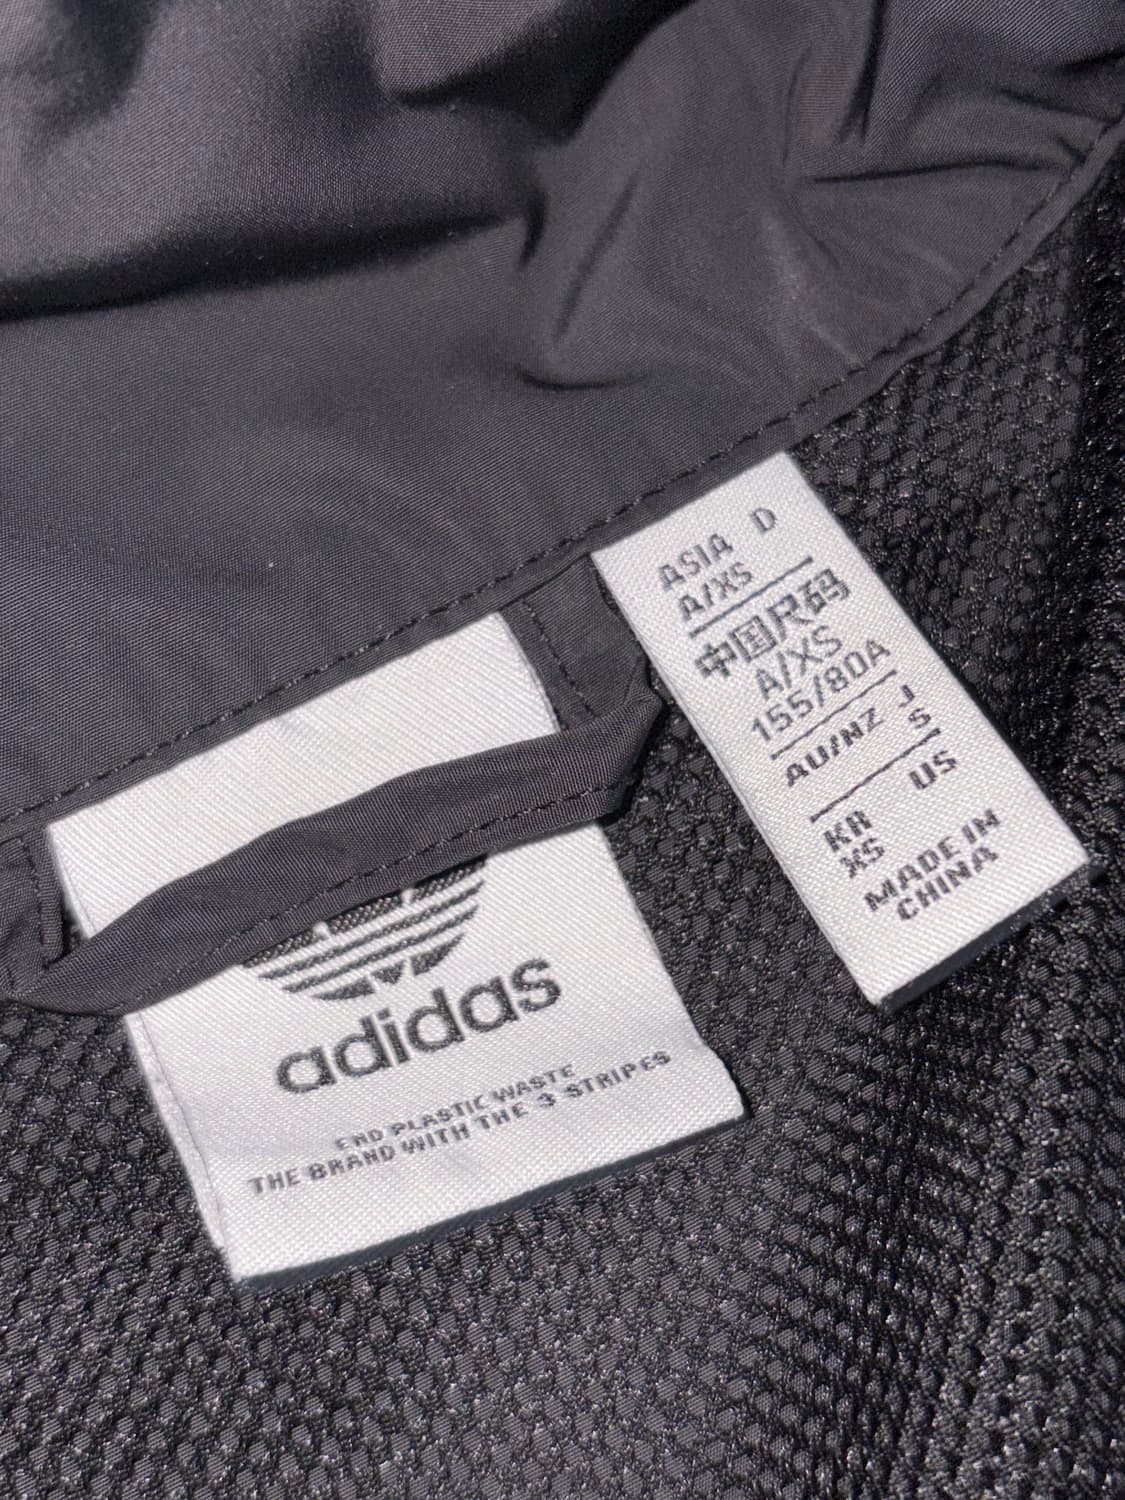 ASIA D
A/XS
中国尺码
A/XS
155/80A
AU/NZ J
S
US
KR
XS
MADE IN
CHINA
adidas
END PLASTIC WASTE
THE BRAND WITH THE 3 STRIPES